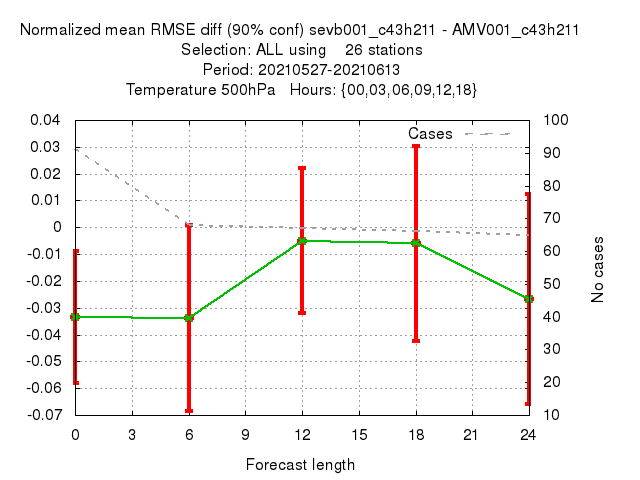 Normalized mean RMSE diff (90% conf) sevb001_c43h211 - AMV001_c43h211
Selection: ALL using    26 stations
Period: 20210527-20210613
Temperature 500hPa   Hours: {00,03,06,09,12,18}
Cases
0.04
0.03
0.02
0.01
0
-0.01
-0.02
-0.03
-0.04
-0.05
-0.06
-0.07
100
90
80
70
60
50
40
30
20
10
No cases
0 3 6 9 12 15 18 21 24
Forecast length